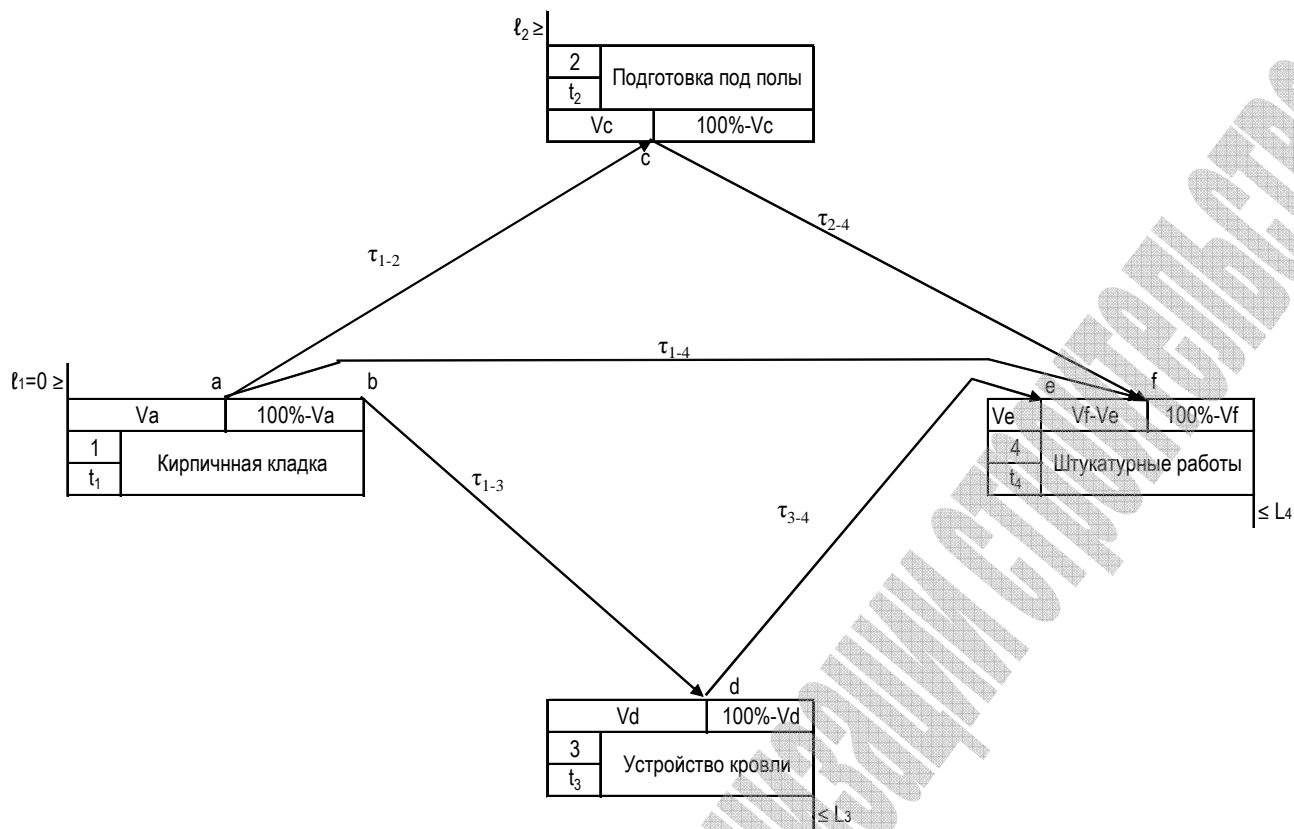 ℓ₂ ≥
2
t₂
Подготовка под полы
Vc
100%-Vc
c
τ₁₋₂
τ₂₋₄
τ₁₋₄
ℓ₁=0 ≥
a
b
e
f
Va
100%-Va
1
t₁
Кирпичнная кладка
Ve
Vf-Ve
100%-Vf
4
t₄
Штукатурные работы
≤ L₄
τ₁₋₃
τ₃₋₄
d
Vd
100%-Vd
3
t₃
Устройство кровли
≤ L₃